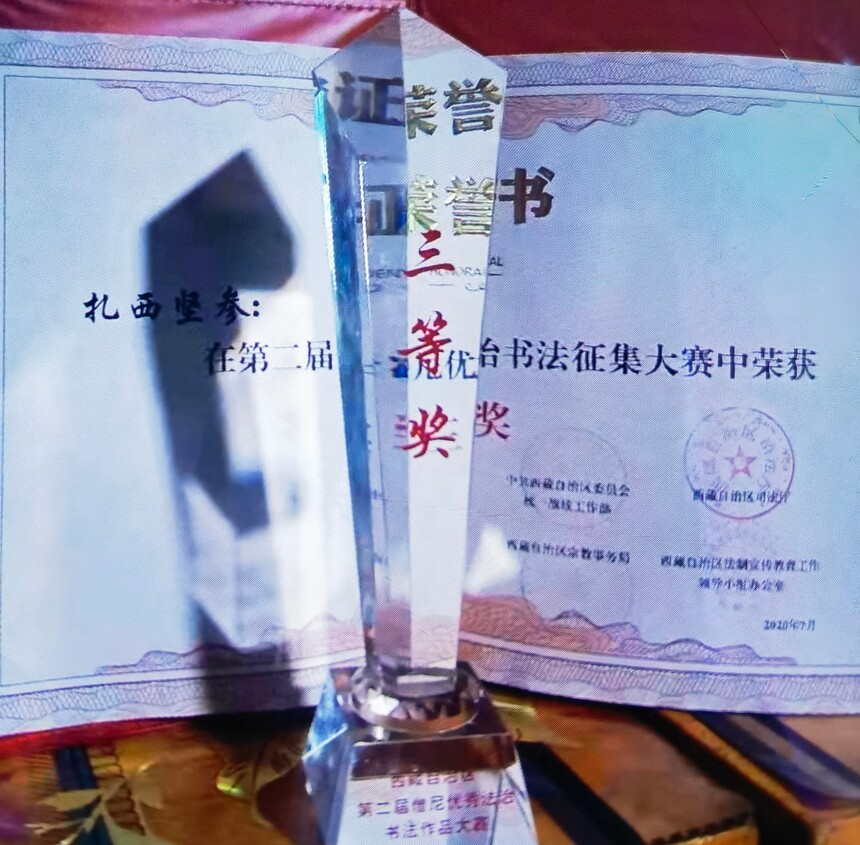 荣誉
证
荣誉书
证
三
等
奖
扎西坚参：
在第二届
优
治书法征集大赛中荣获
奖
中共西藏自治区委员会
统一战线工作部
西藏自治区司法厅
西藏自治区宗教事务局
西藏自治区法制宣传教育工作
领导小组办公室
2020年7月
西藏自治区
第二届僧尼优秀法治
书法作品大赛